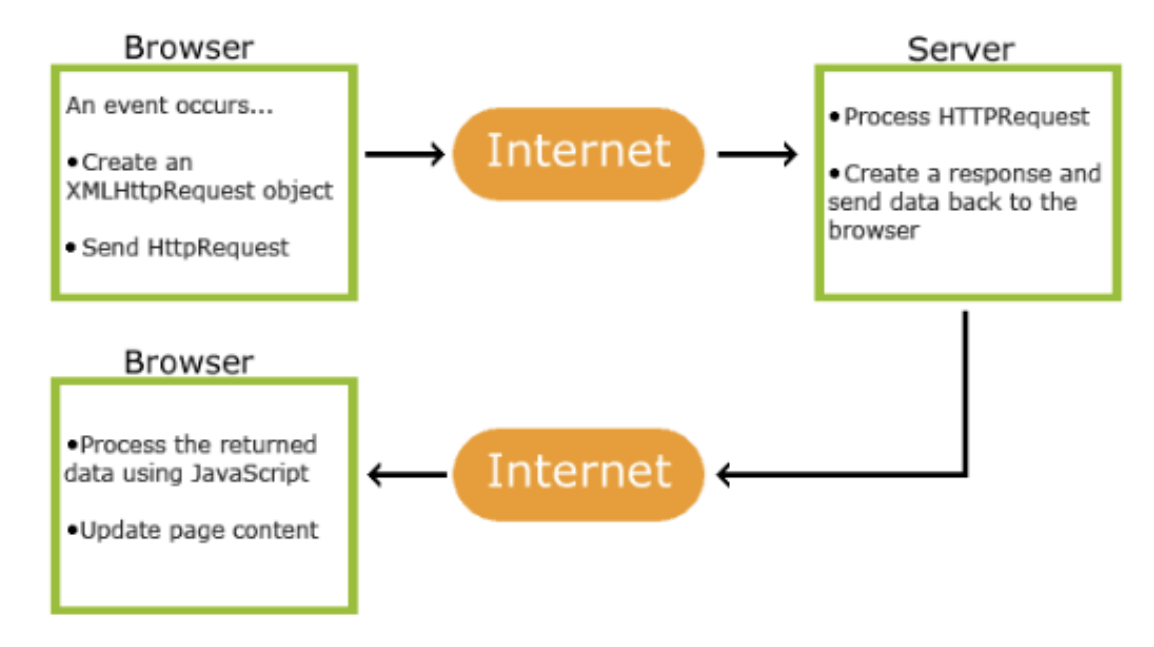 Browser
An event occurs...
•Create an
XMLHttpRequest object
• Send HttpRequest
Internet
Server
•Process HTTPRequest
•Create a response and
send data back to the
browser
Browser
•Process the returned
data using JavaScript
•Update page content
Internet